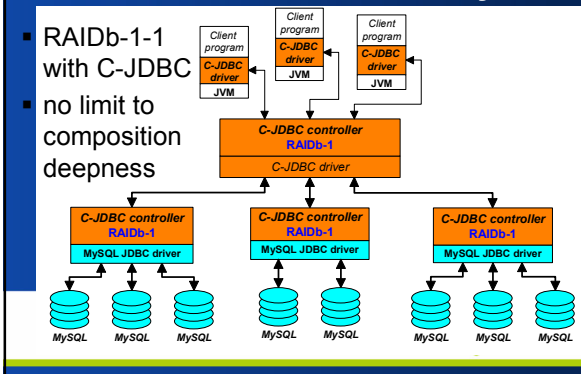 RAIDb-1-1
with C-JDBC
no limit to
composition
deepness
Client
program
C-JDBC
driver
JVM
Client
program
C-JDBC
driver
JVM
Client
program
C-JDBC
driver
JVM
C-JDBC controller
RAIDb-1
C-JDBC driver
C-JDBC controller
RAIDb-1
MySQL JDBC driver
C-JDBC controller
RAIDb-1
MySQL JDBC driver
C-JDBC controller
RAIDb-1
MySQL JDBC driver
MySQL
MySQL
MySQL
MySQL
MySQL
MySQL
MySQL
MySQL